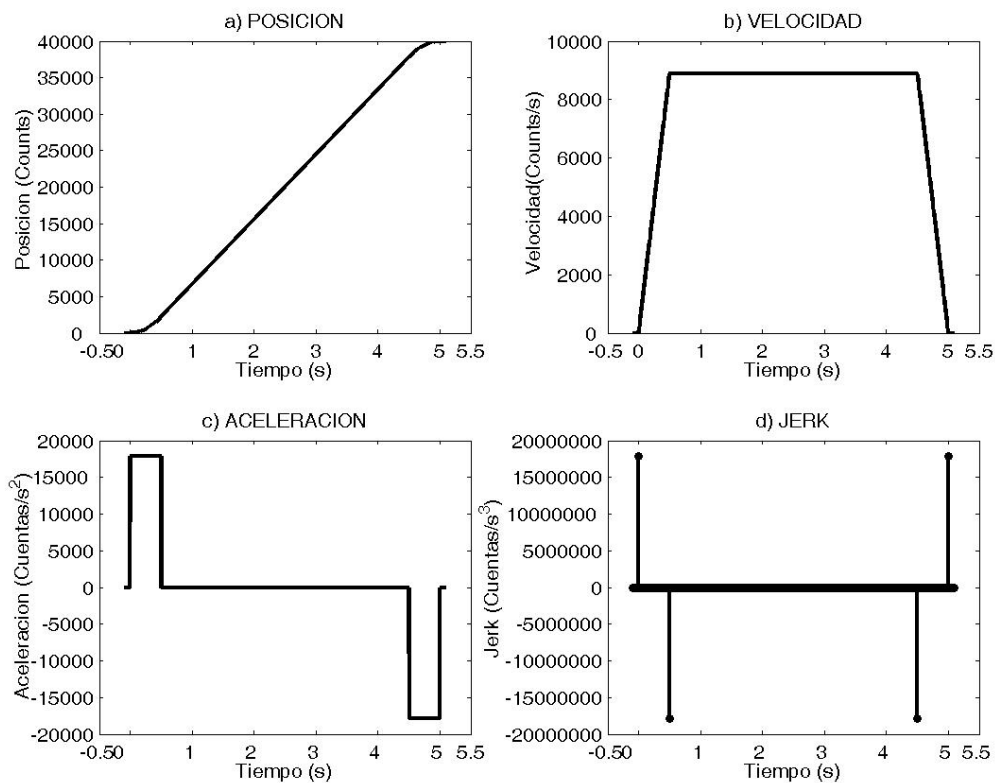 a) POSICION
40000
35000
30000
25000
20000
15000
10000
5000
0
Posicion (Counts)
-0.50 1 2 3 4 5 5.5
Tiempo (s)
b) VELOCIDAD
10000
8000
6000
4000
2000
0
Velocidad(Counts/s)
-0.5 0 1 2 3 4 5 5.5
Tiempo (s)
c) ACELERACION
20000
15000
10000
5000
0
-5000
-10000
-15000
-20000
Aceleracion (Cuentas/s²)
-0.50 1 2 3 4 5 5.5
Tiempo (s)
d) JERK
20000000
15000000
10000000
5000000
0
-5000000
-10000000
-15000000
-20000000
Jerk (Cuentas/s³)
-0.50 1 2 3 4 5 5.5
Tiempo (s)